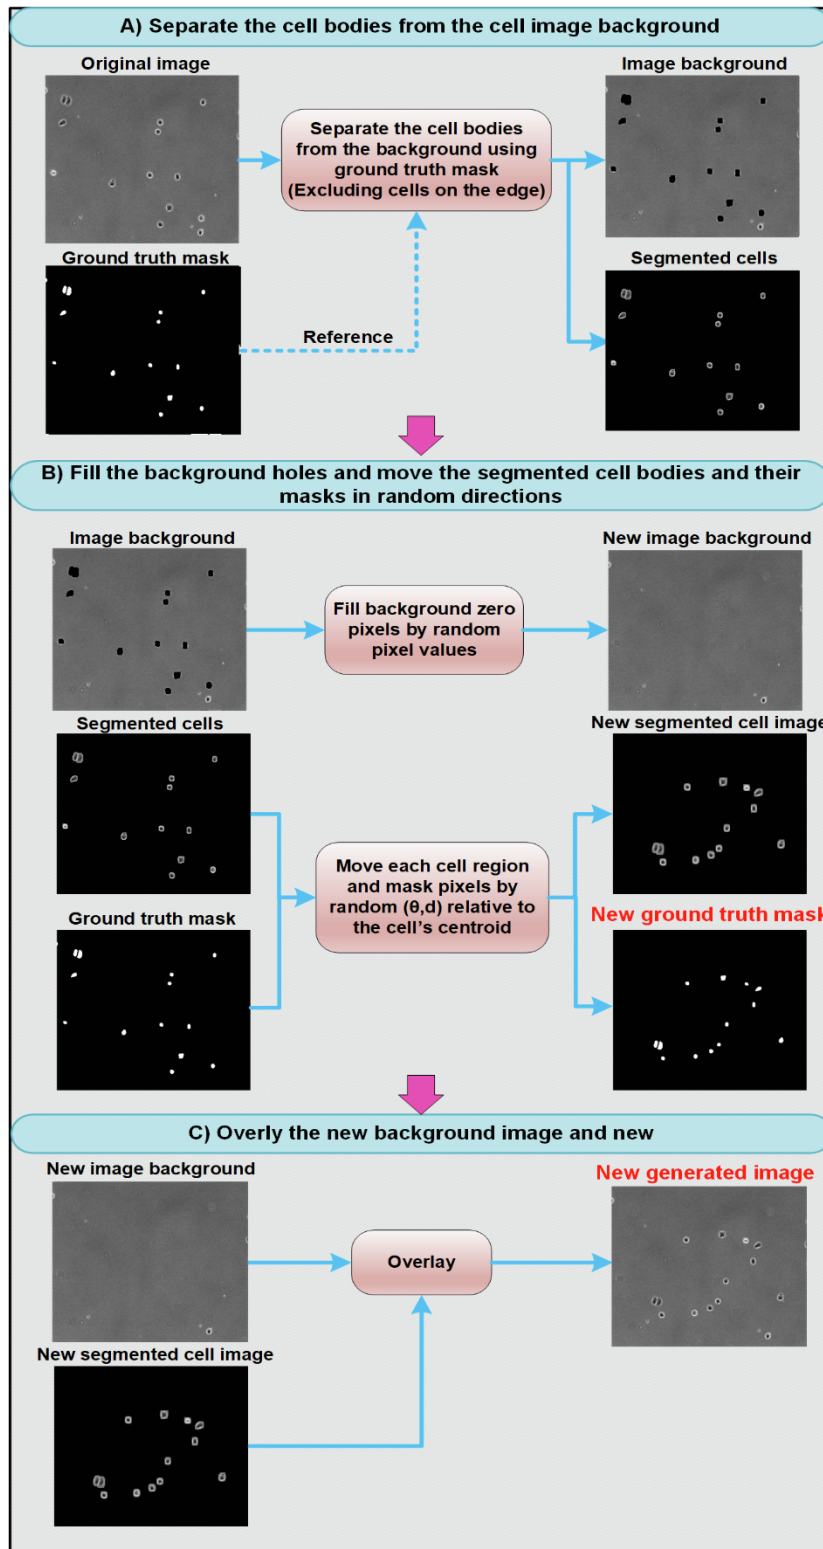 A) Separate the cell bodies from the cell image background
Original image
Image background
Separate the cell bodies
from the background using
ground truth mask
(Excluding cells on the edge)
Ground truth mask
Segmented cells
Reference
B) Fill the background holes and move the segmented cell bodies and their
masks in random directions
Image background
New image background
Fill background zero
pixels by random
pixel values
Segmented cells
New segmented cell image
Move each cell region
and mask pixels by
random (θ,d) relative to
the cell’s centroid
Ground truth mask
New ground truth mask
C) Overly the new background image and new
New image background
New generated image
Overlay
New segmented cell image